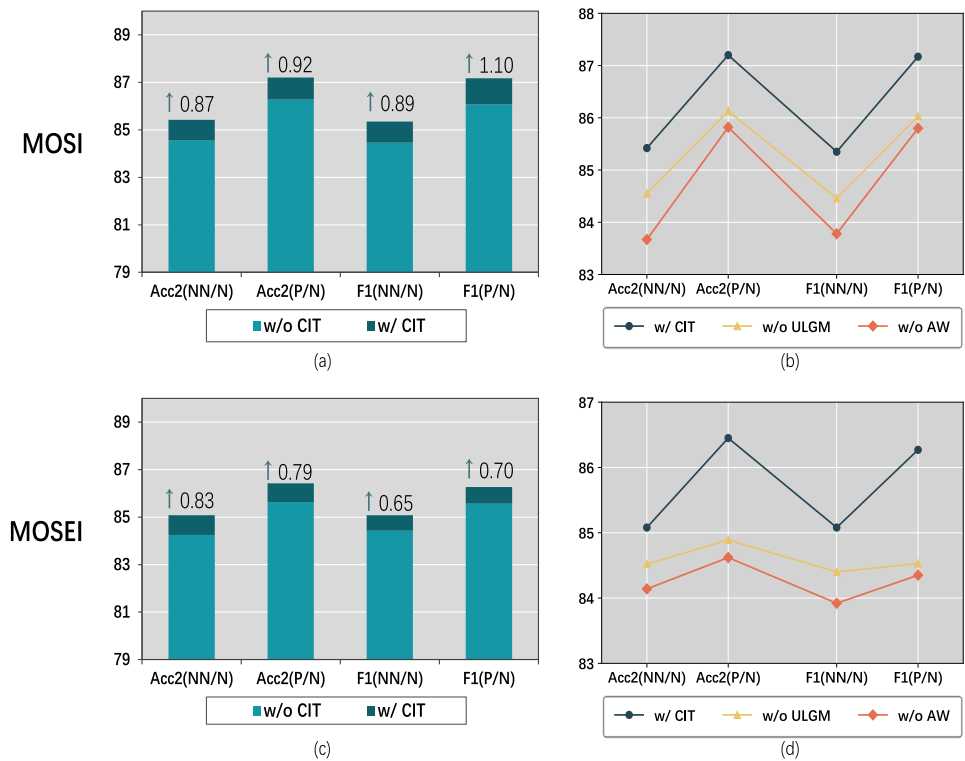 MOSI
89
87
85
83
81
79
↑ 0.87
↑ 0.92
↑ 0.89
↑ 1.10
Acc2(NN/N) Acc2(P/N) F1(NN/N) F1(P/N)
w/o CIT w/ CIT
(a)
88
87
86
85
84
83
Acc2(NN/N) Acc2(P/N) F1(NN/N) F1(P/N)
w/ CIT w/o ULGM w/o AW
(b)
MOSEI
89
87
85
83
81
79
↑ 0.83
↑ 0.79
↑ 0.65
↑ 0.70
Acc2(NN/N) Acc2(P/N) F1(NN/N) F1(P/N)
w/o CIT w/ CIT
(c)
87
86
85
84
83
Acc2(NN/N) Acc2(P/N) F1(NN/N) F1(P/N)
w/ CIT w/o ULGM w/o AW
(d)